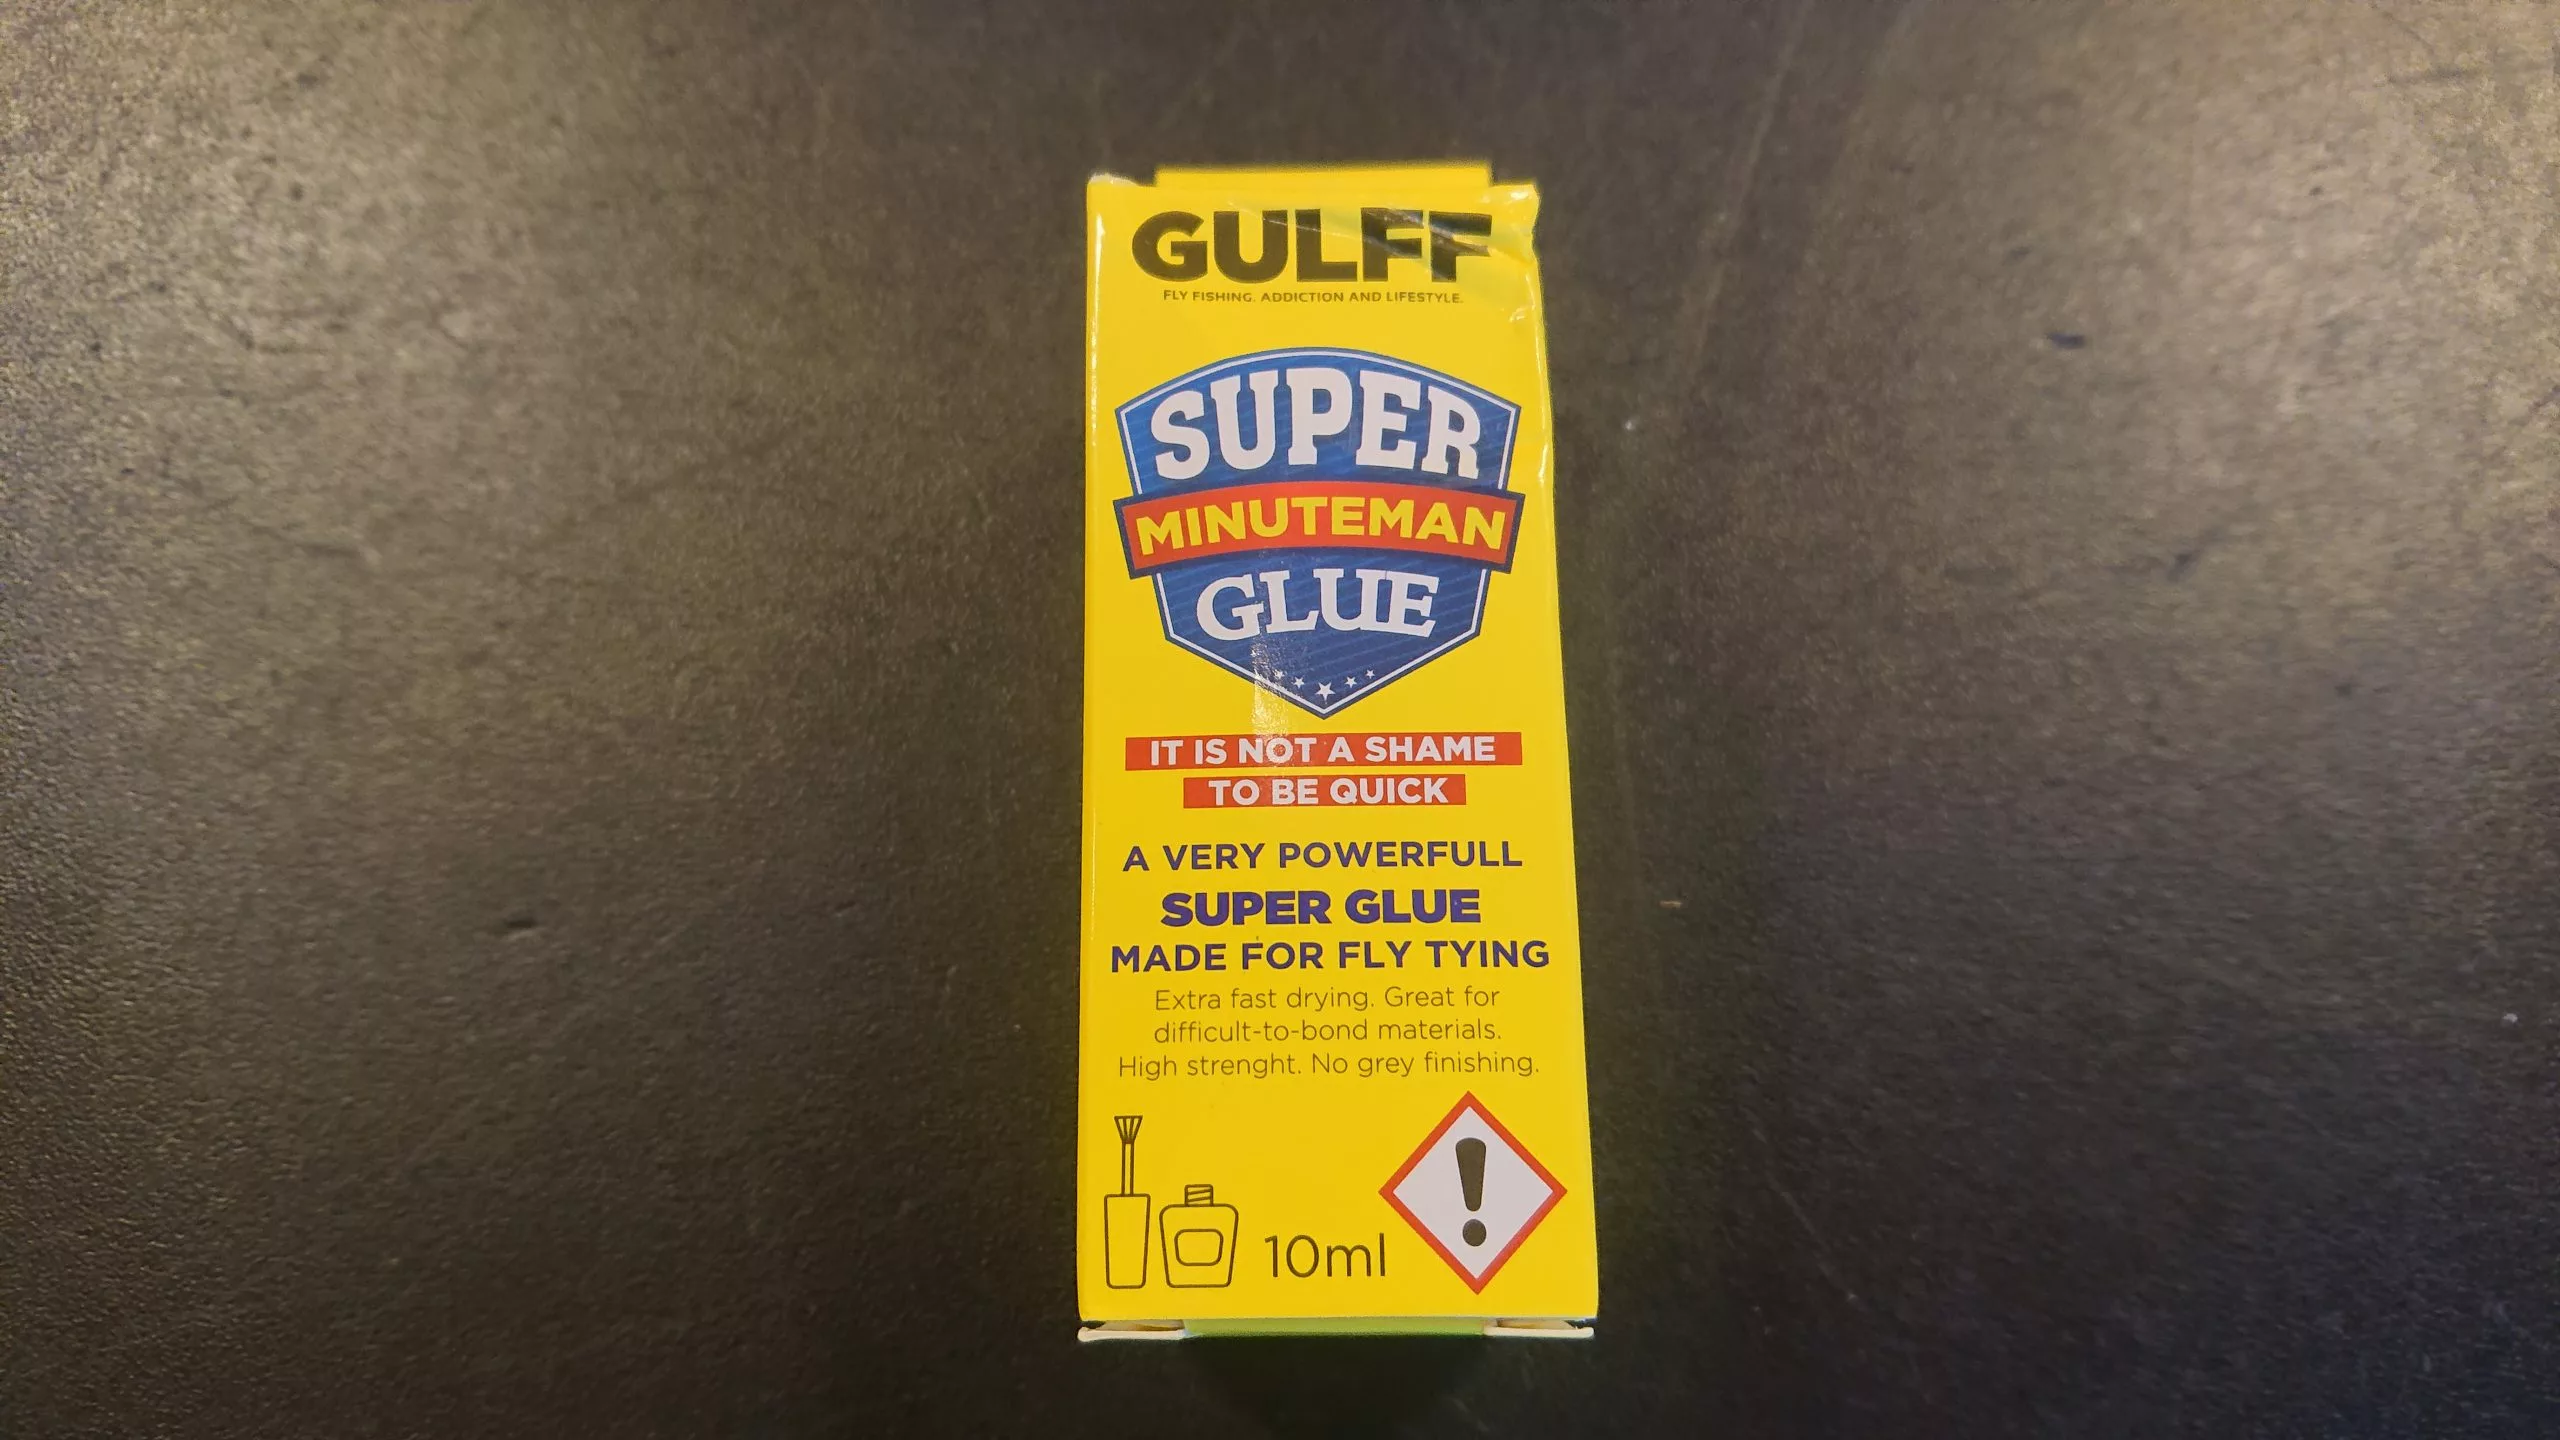 GULFF
FLY FISHING. ADDICTION AND LIFESTYLE.
SUPER
MINUTEMAN
GLUE
IT IS NOT A SHAME
TO BE QUICK
A VERY POWERFULL
SUPER GLUE
MADE FOR FLY TYING
Extra fast drying. Great for
difficult-to-bond materials.
High strenght. No grey finishing.
10ml